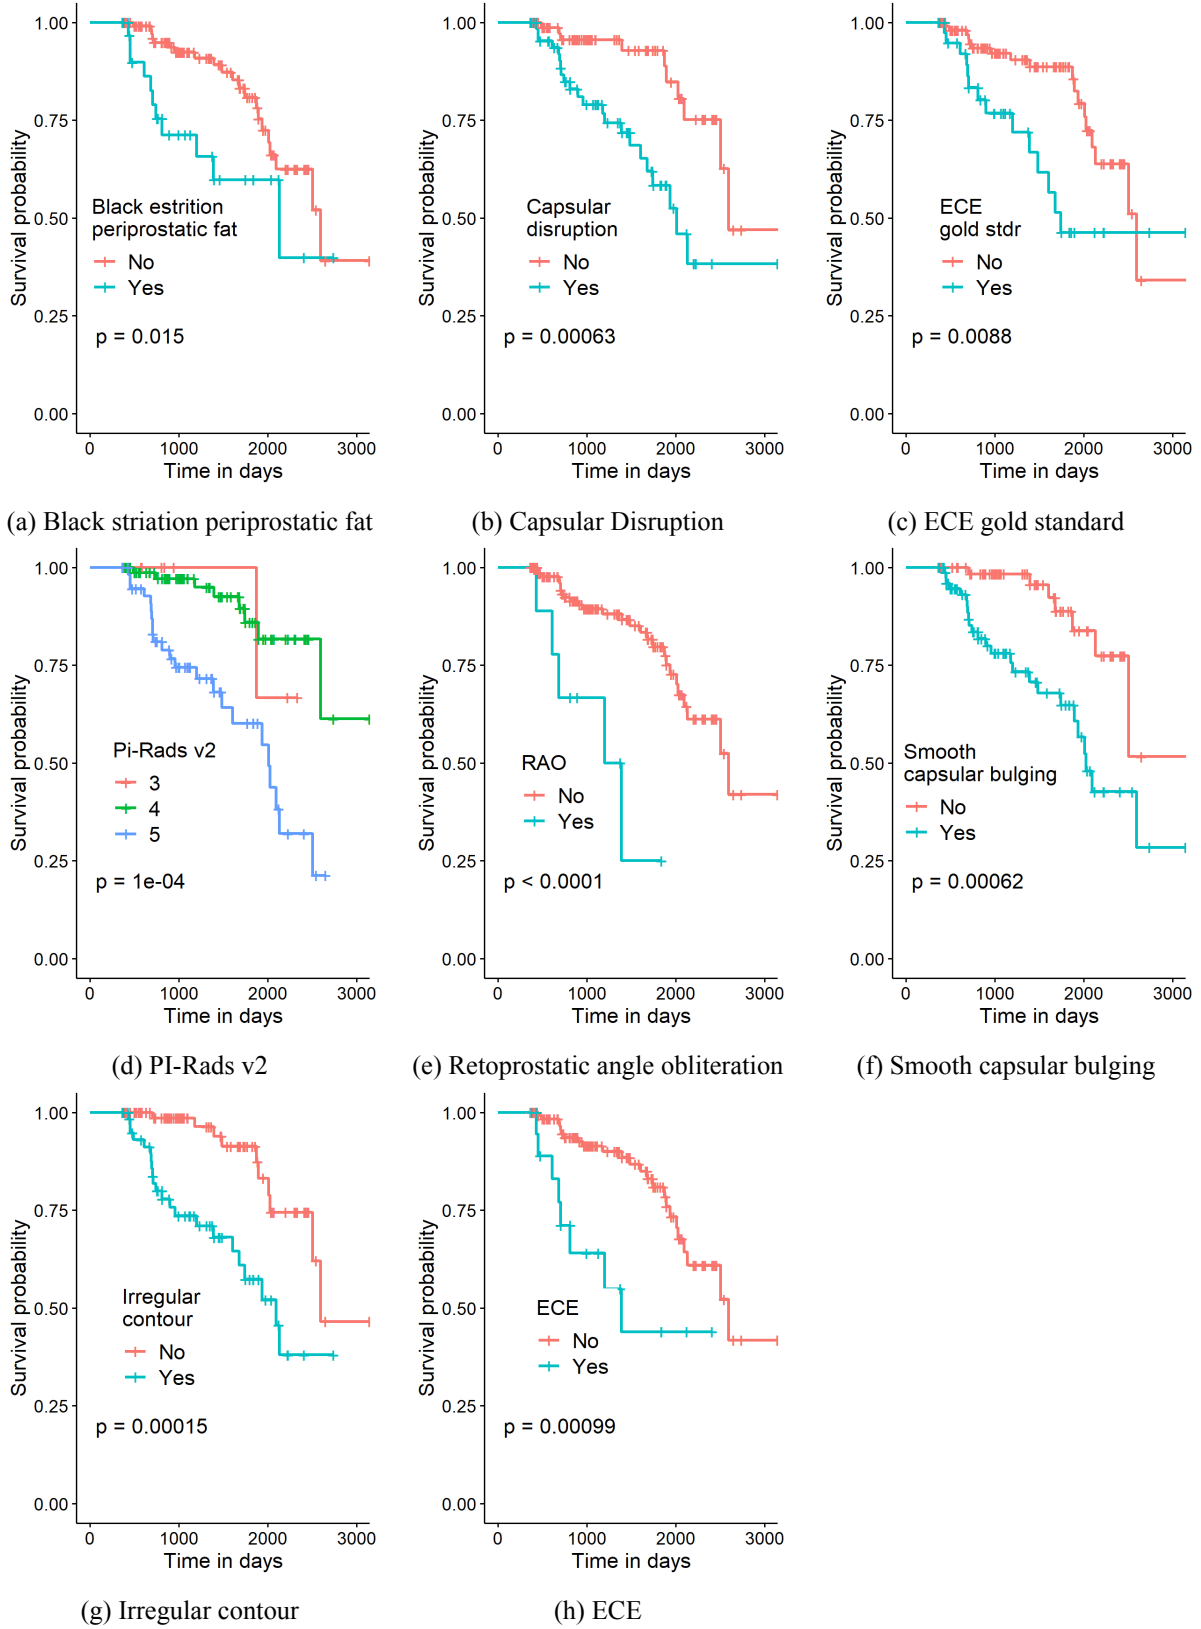 1.00
0.75
0.50
0.25
0.00
Survival probability
Black estrition
periprostatic fat
No
Yes
p = 0.015
0 1000 2000 3000
Time in days
(a) Black striation periprostatic fat
1.00
0.75
0.50
0.25
0.00
Survival probability
Capsular
disruption
No
Yes
p = 0.00063
0 1000 2000 3000
Time in days
(b) Capsular Disruption
1.00
0.75
0.50
0.25
0.00
Survival probability
ECE
gold stdr
No
Yes
p = 0.0088
0 1000 2000 3000
Time in days
(c) ECE gold standard
1.00
0.75
0.50
0.25
0.00
Survival probability
Pi-Rads v2
3
4
5
p = 1e-04
0 1000 2000 3000
Time in days
(d) PI-Rads v2
1.00
0.75
0.50
0.25
0.00
Survival probability
RAO
No
Yes
p < 0.0001
0 1000 2000 3000
Time in days
(e) Retoprostatic angle obliteration
1.00
0.75
0.50
0.25
0.00
Survival probability
Smooth
capsular bulging
No
Yes
p = 0.00062
0 1000 2000 3000
Time in days
(f) Smooth capsular bulging
1.00
0.75
0.50
0.25
0.00
Survival probability
Irregular
contour
No
Yes
p = 0.00015
0 1000 2000 3000
Time in days
(g) Irregular contour
1.00
0.75
0.50
0.25
0.00
Survival probability
ECE
No
Yes
p = 0.00099
0 1000 2000 3000
Time in days
(h) ECE